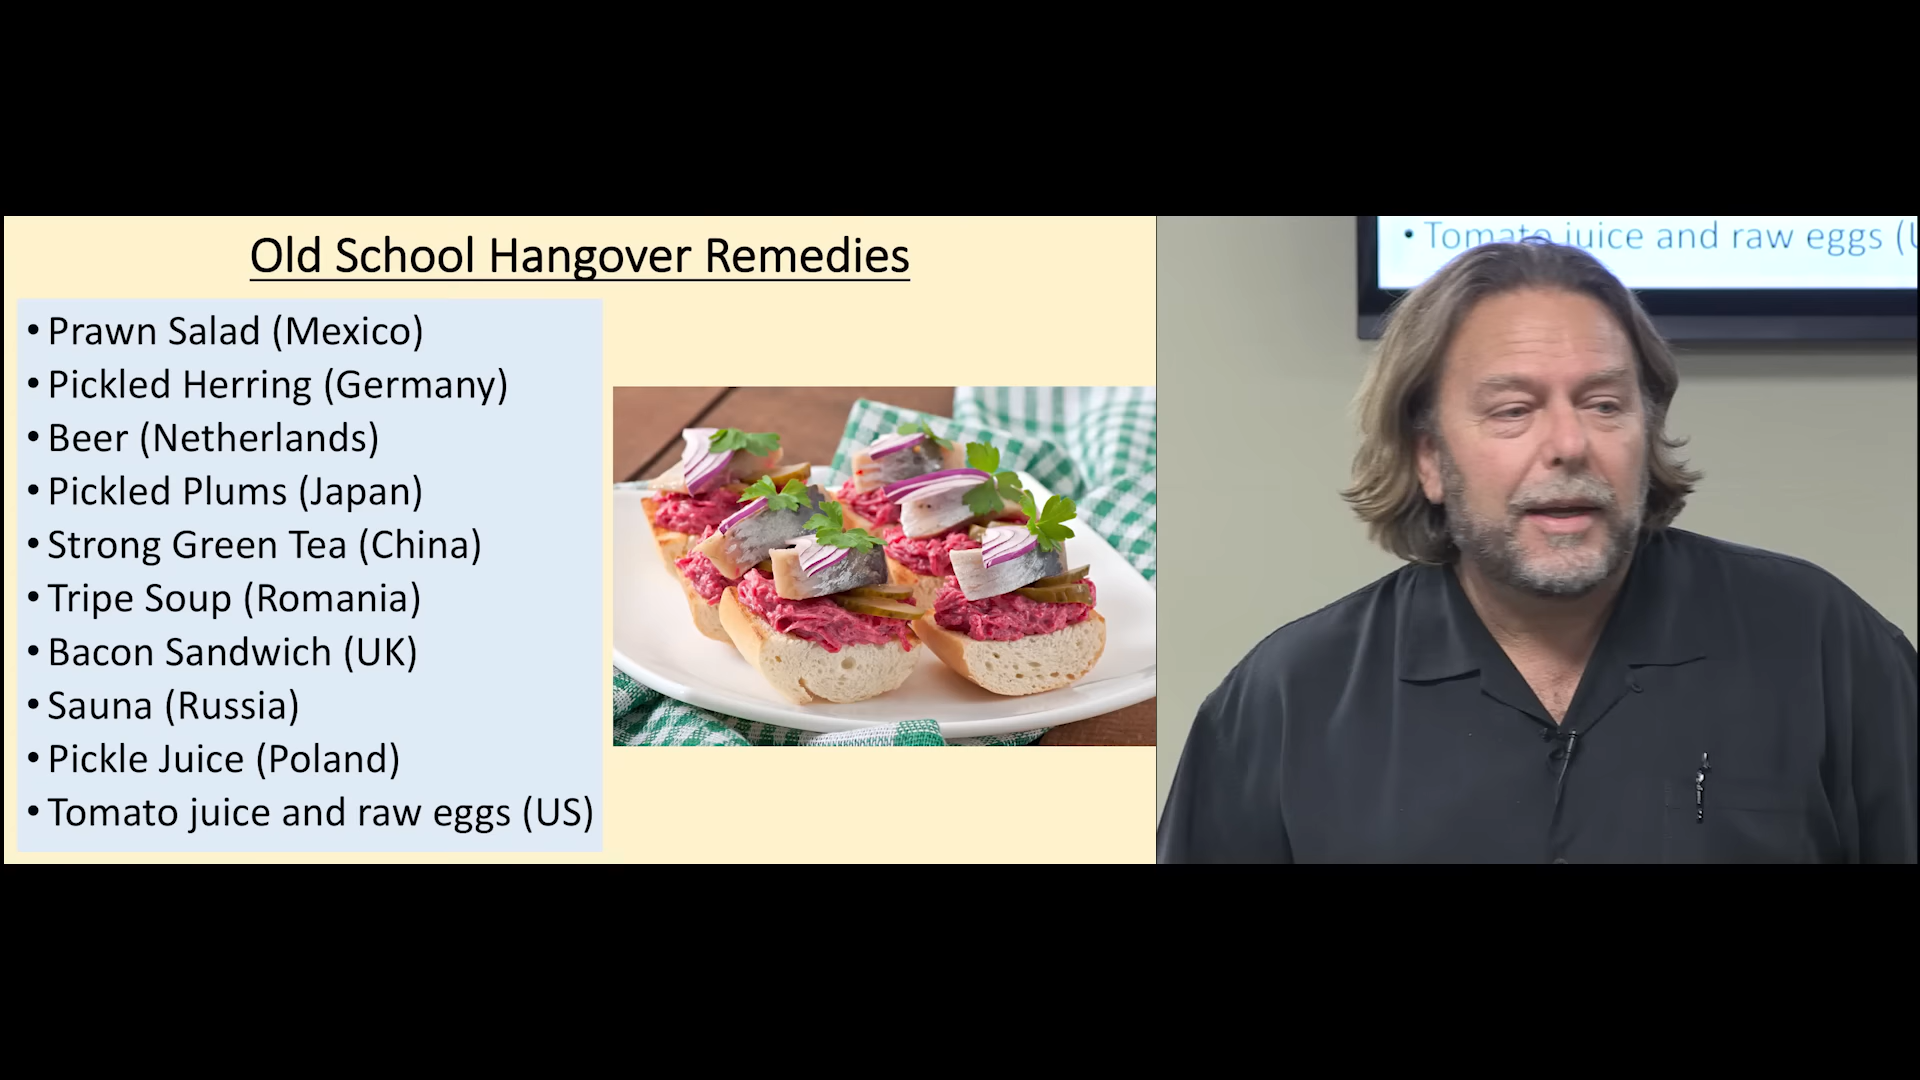 Old School Hangover Remedies
• Prawn Salad (Mexico)
• Pickled Herring (Germany)
• Beer (Netherlands)
• Pickled Plums (Japan)
• Strong Green Tea (China)
• Tripe Soup (Romania)
• Bacon Sandwich (UK)
• Sauna (Russia)
• Pickle Juice (Poland)
• Tomato juice and raw eggs (US)
• Tomato juice and raw eggs (